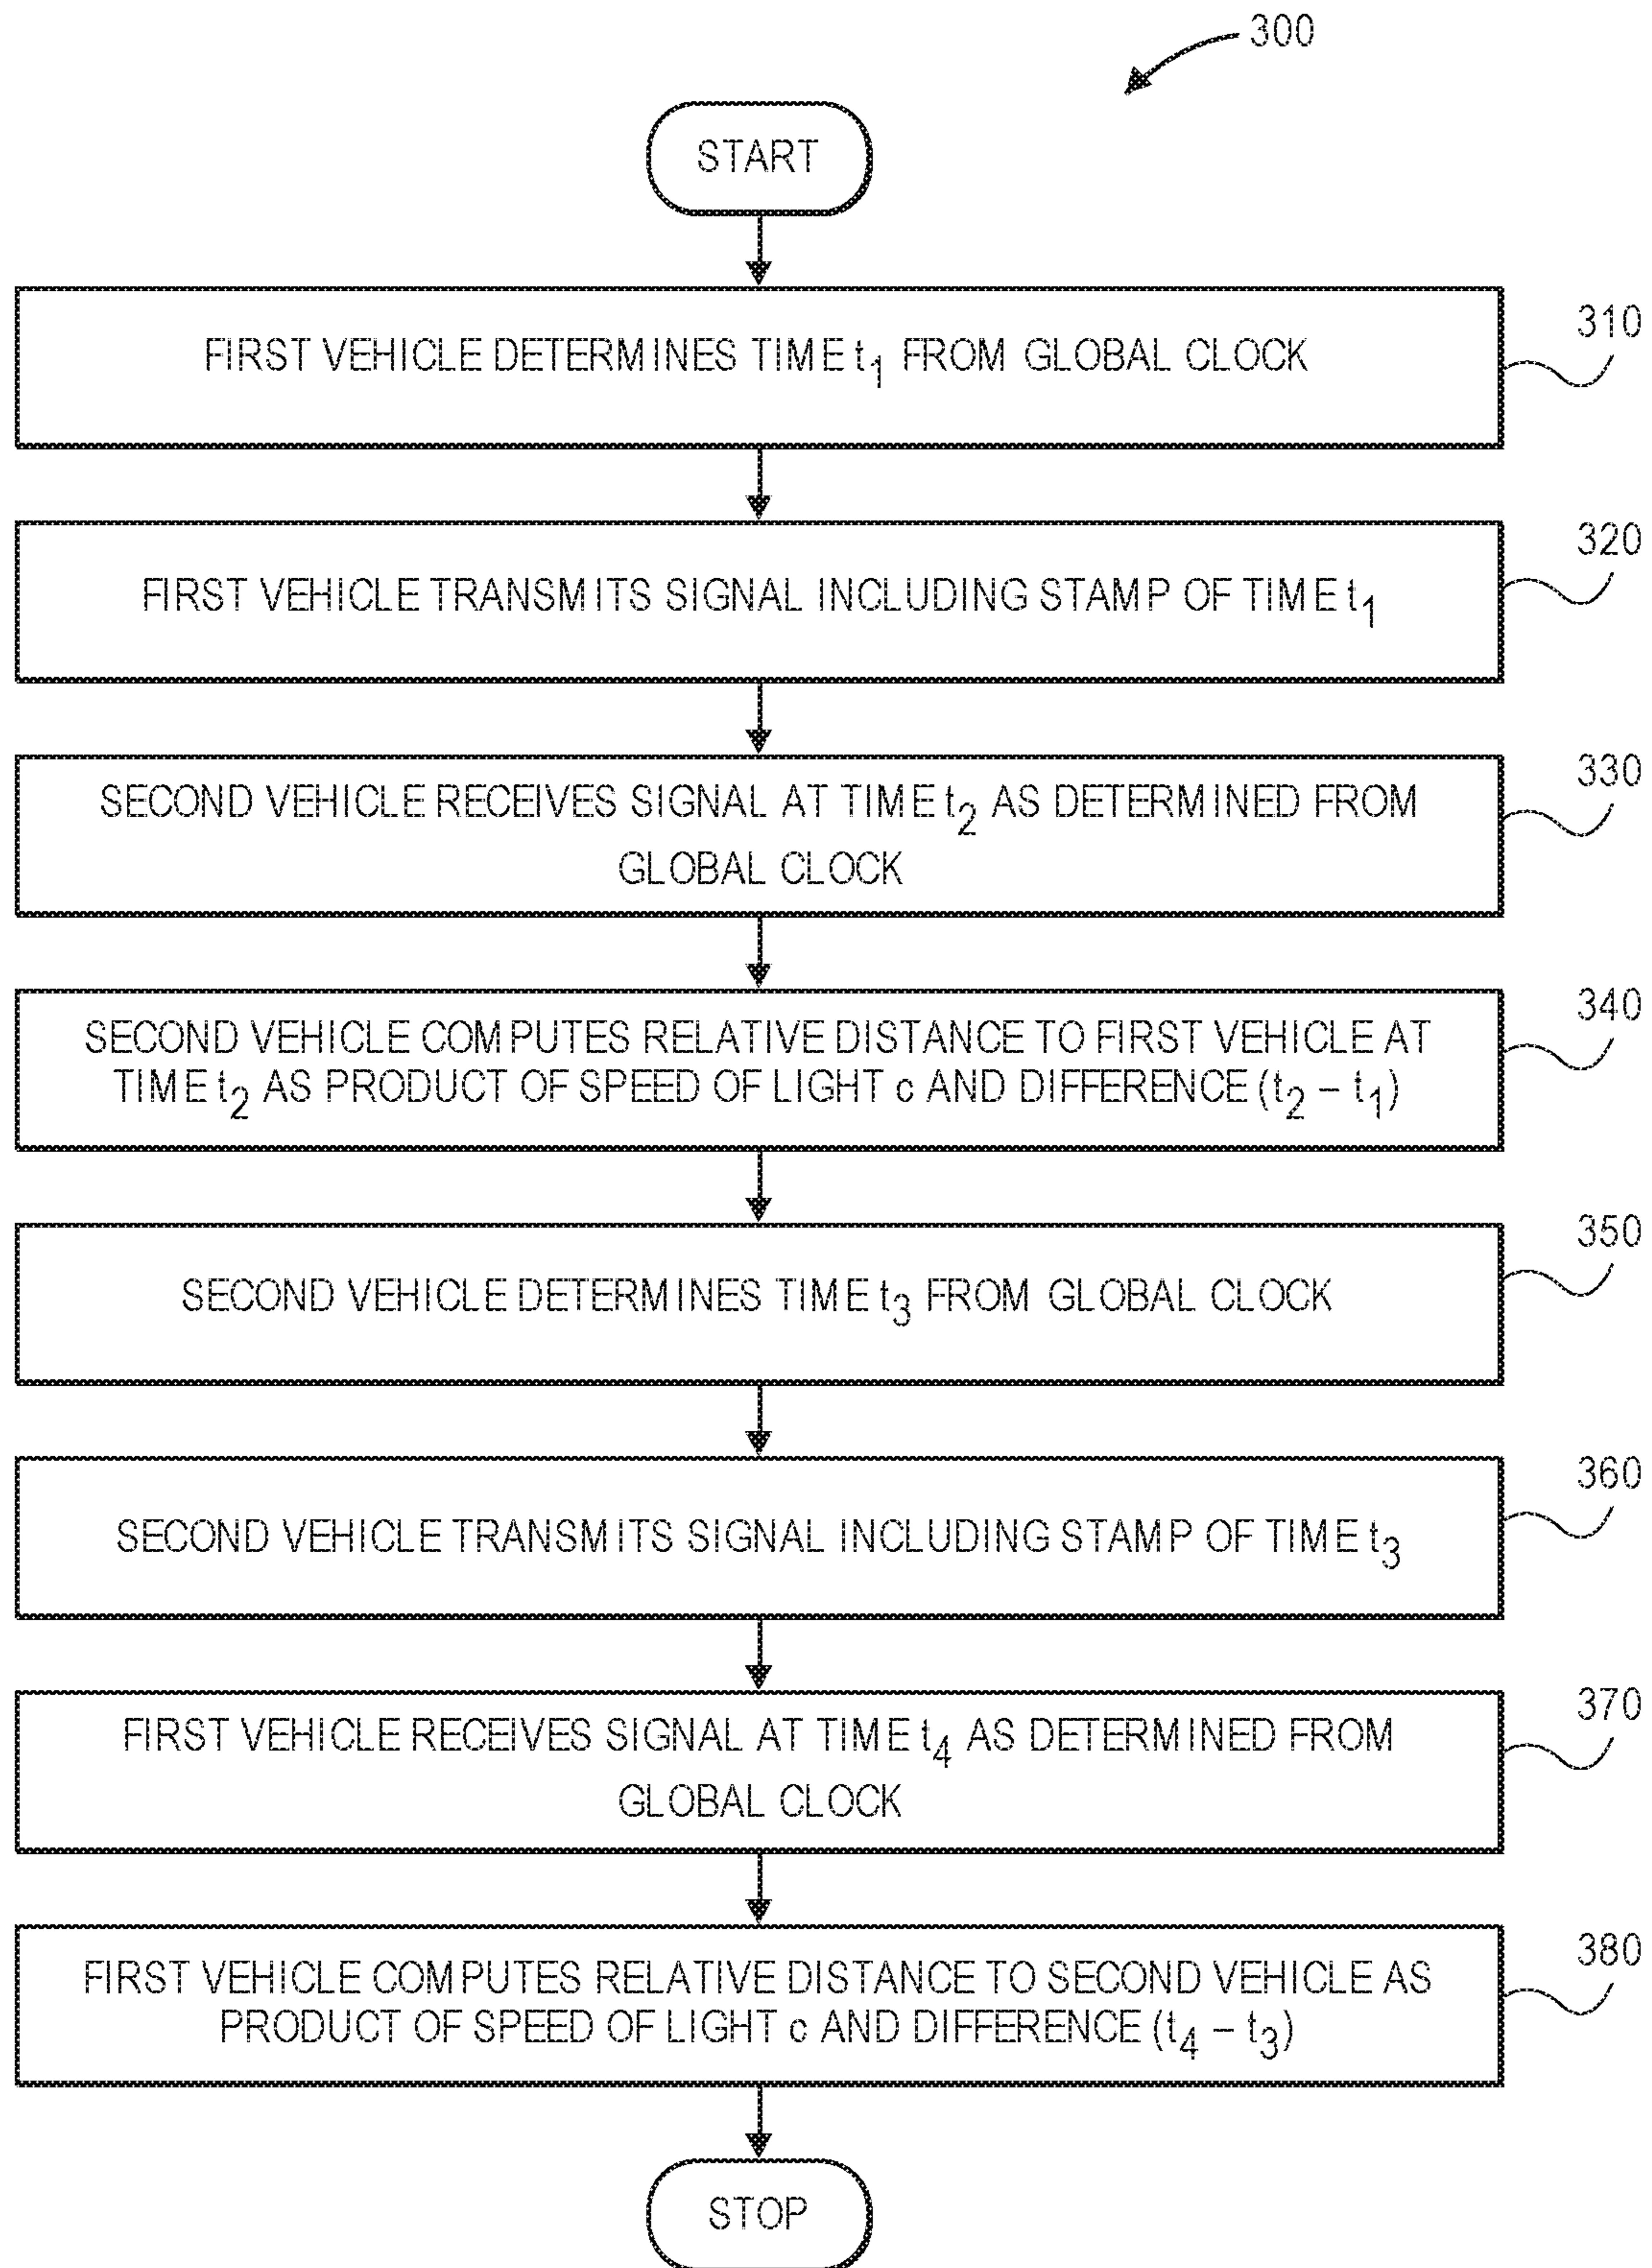 300
START
310
FIRST VEHICLE DETERMINES TIME t₁ FROM GLOBAL CLOCK
320
FIRST VEHICLE TRANSMITS SIGNAL INCLUDING STAMP OF TIME t₁
330
SECOND VEHICLE RECEIVES SIGNAL AT TIME t₂ AS DETERMINED FROM
GLOBAL CLOCK
340
SECOND VEHICLE COMPUTES RELATIVE DISTANCE TO FIRST VEHICLE AT
TIME t₂ AS PRODUCT OF SPEED OF LIGHT c AND DIFFERENCE (t₂ – t₁)
350
SECOND VEHICLE DETERMINES TIME t₃ FROM GLOBAL CLOCK
360
SECOND VEHICLE TRANSMITS SIGNAL INCLUDING STAMP OF TIME t₃
370
FIRST VEHICLE RECEIVES SIGNAL AT TIME t₄ AS DETERMINED FROM
GLOBAL CLOCK
380
FIRST VEHICLE COMPUTES RELATIVE DISTANCE TO SECOND VEHICLE AS
PRODUCT OF SPEED OF LIGHT c AND DIFFERENCE (t₄ – t₃)
STOP